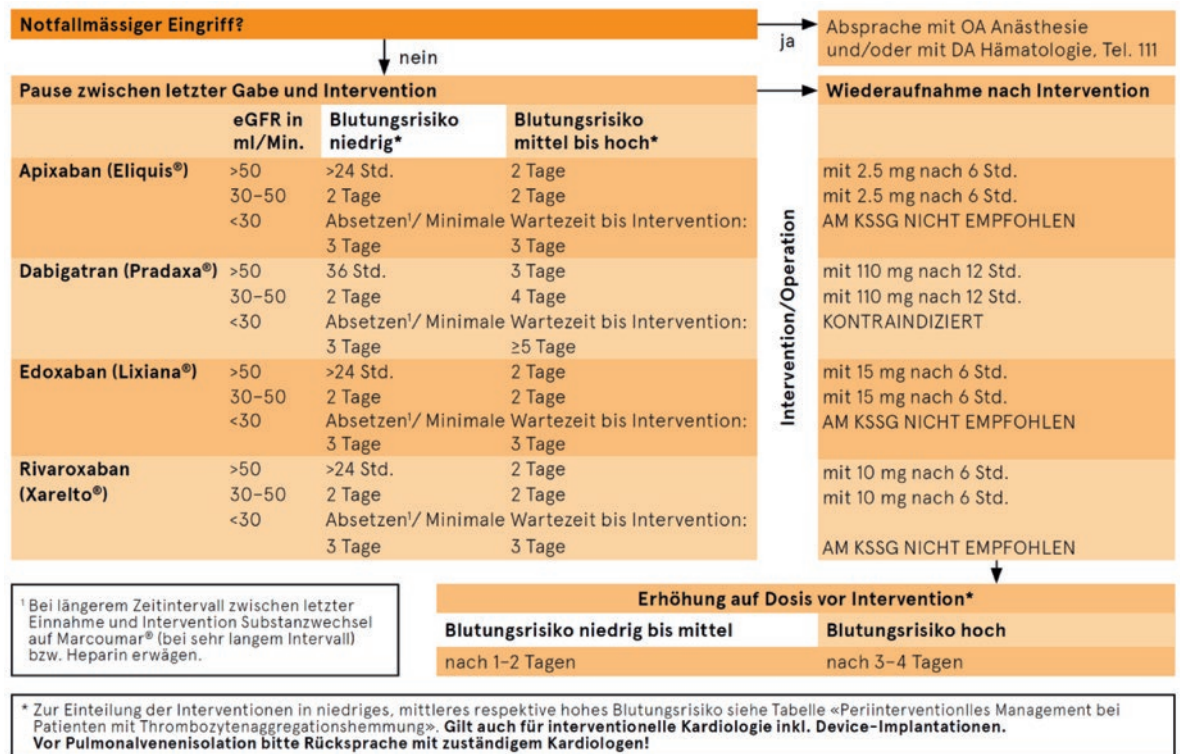 Notfallmässiger Eingriff?
ja
Absprache mit OA Anästhesie
und/oder mit DA Hämatologie, Tel. 111
nein
Pause zwischen letzter Gabe und Intervention
Wiederaufnahme nach Intervention
eGFR in Blutungsrisiko Blutungsrisiko
ml/Min. niedrig* mittel bis hoch*
Apixaban (Eliquis®) >50 >24 Std. 2 Tage mit 2.5 mg nach 6 Std.
30–50 2 Tage 2 Tage mit 2.5 mg nach 6 Std.
<30 Absetzen¹/ Minimale Wartezeit bis Intervention: AM KSSG NICHT EMPFOHLEN
3 Tage 3 Tage
Dabigatran (Pradaxa®) >50 36 Std. 3 Tage mit 110 mg nach 12 Std.
30–50 2 Tage 4 Tage mit 110 mg nach 12 Std.
<30 Absetzen¹/ Minimale Wartezeit bis Intervention: KONTRAINDIZIERT
3 Tage ≥5 Tage
Edoxaban (Lixiana®) >50 >24 Std. 2 Tage mit 15 mg nach 6 Std.
30–50 2 Tage 2 Tage mit 15 mg nach 6 Std.
<30 Absetzen¹/ Minimale Wartezeit bis Intervention: AM KSSG NICHT EMPFOHLEN
3 Tage 3 Tage
Rivaroxaban >50 >24 Std. 2 Tage mit 10 mg nach 6 Std.
(Xarelto®) 30–50 2 Tage 2 Tage mit 10 mg nach 6 Std.
<30 Absetzen¹/ Minimale Wartezeit bis Intervention:
3 Tage 3 Tage AM KSSG NICHT EMPFOHLEN
Intervention/Operation
¹ Bei längerem Zeitintervall zwischen letzter
Einnahme und Intervention Substanzwechsel
auf Marcoumar® (bei sehr langem Intervall)
bzw. Heparin erwägen.
Erhöhung auf Dosis vor Intervention*
Blutungsrisiko niedrig bis mittel Blutungsrisiko hoch
nach 1–2 Tagen nach 3–4 Tagen
* Zur Einteilung der Interventionen in niedriges, mittleres respektive hohes Blutungsrisiko siehe Tabelle «Periinterventionlles Management bei
Patienten mit Thrombozytenaggregationshemmung». Gilt auch für interventionelle Kardiologie inkl. Device-Implantationen.
Vor Pulmonalvenenisolation bitte Rücksprache mit zuständigem Kardiologen!